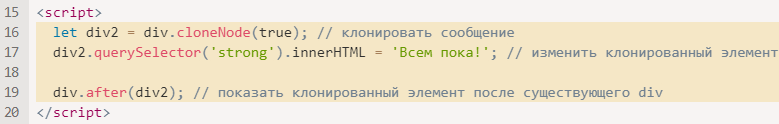 15 <script>
16 let div2 = div.cloneNode(true); // клонировать сообщение
17 div2.querySelector('strong').innerHTML = 'Всем пока!'; // изменить клонированный элемент
18
19 div.after(div2); // показать клонированный элемент после существующего div
20 </script>